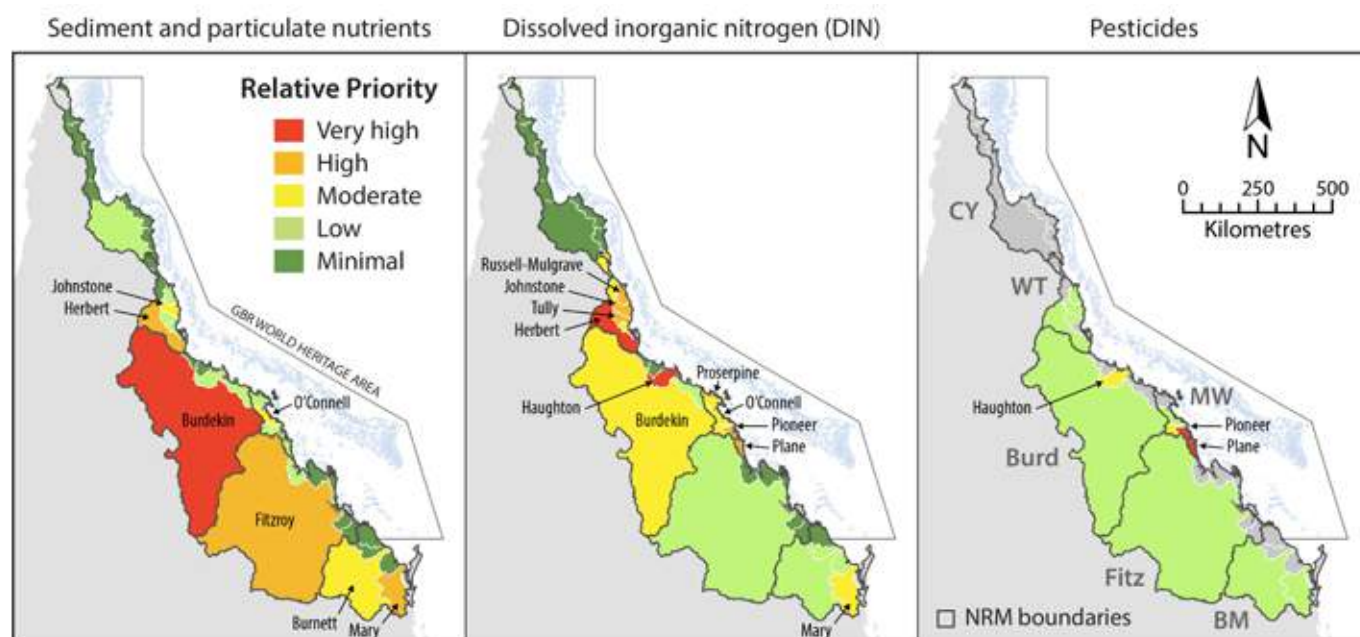 Sediment and particulate nutrients
Relative Priority
Very high
High
Moderate
Low
Minimal
Johnstone
Herbert
GBR WORLD HERITAGE AREA
O'Connell
Burdekin
Fitzroy
Burnett
Mary
Dissolved inorganic nitrogen (DIN)
Russell-Mulgrave
Johnstone
Tully
Herbert
Proserpine
O'Connell
Haughton
Burdekin
Pioneer
Plane
Mary
Pesticides
N
0 250 500
Kilometres
CY
WT
MW
Haughton
Pioneer
Plane
Burd
Fitz
BM
NRM boundaries